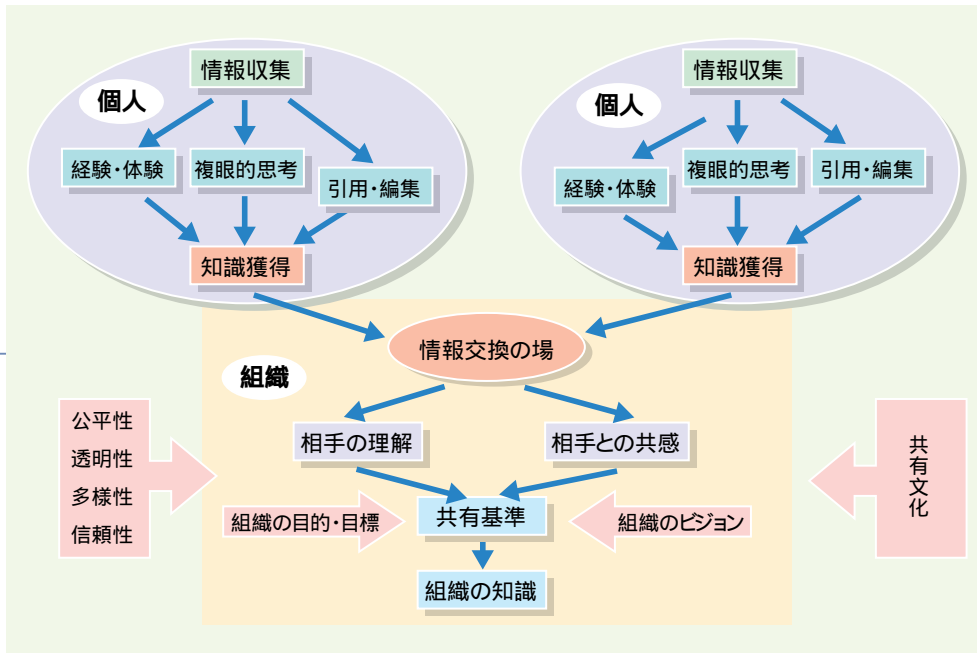 情報収集
個人
経験・体験
複眼的思考
引用・編集
知識獲得
情報収集
個人
経験・体験
複眼的思考
引用・編集
知識獲得
情報交換の場
組織
相手の理解
相手との共感
公平性
透明性
多様性
信頼性
共有文化
組織の目的・目標
共有基準
組織のビジョン
組織の知識